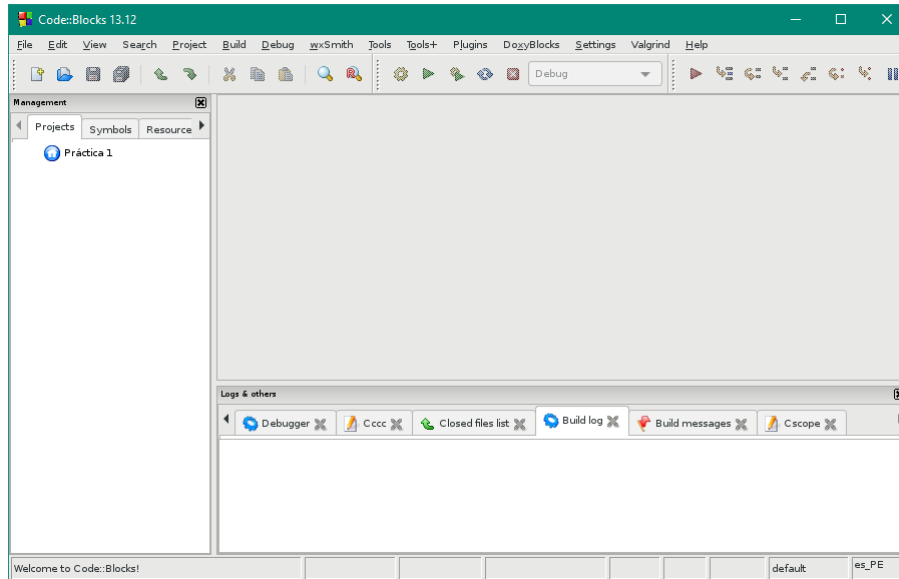 Code::Blocks 13.12
File Edit View Search Project Build Debug wxSmith Tools Tools+ Plugins DoxyBlocks Settings Valgrind Help
Debug
Management
Projects Symbols Resource
Práctica 1
Logs & others
Debugger Cccc Closed files list Build log Build messages Cscope
Welcome to Code::Blocks! default es_PE